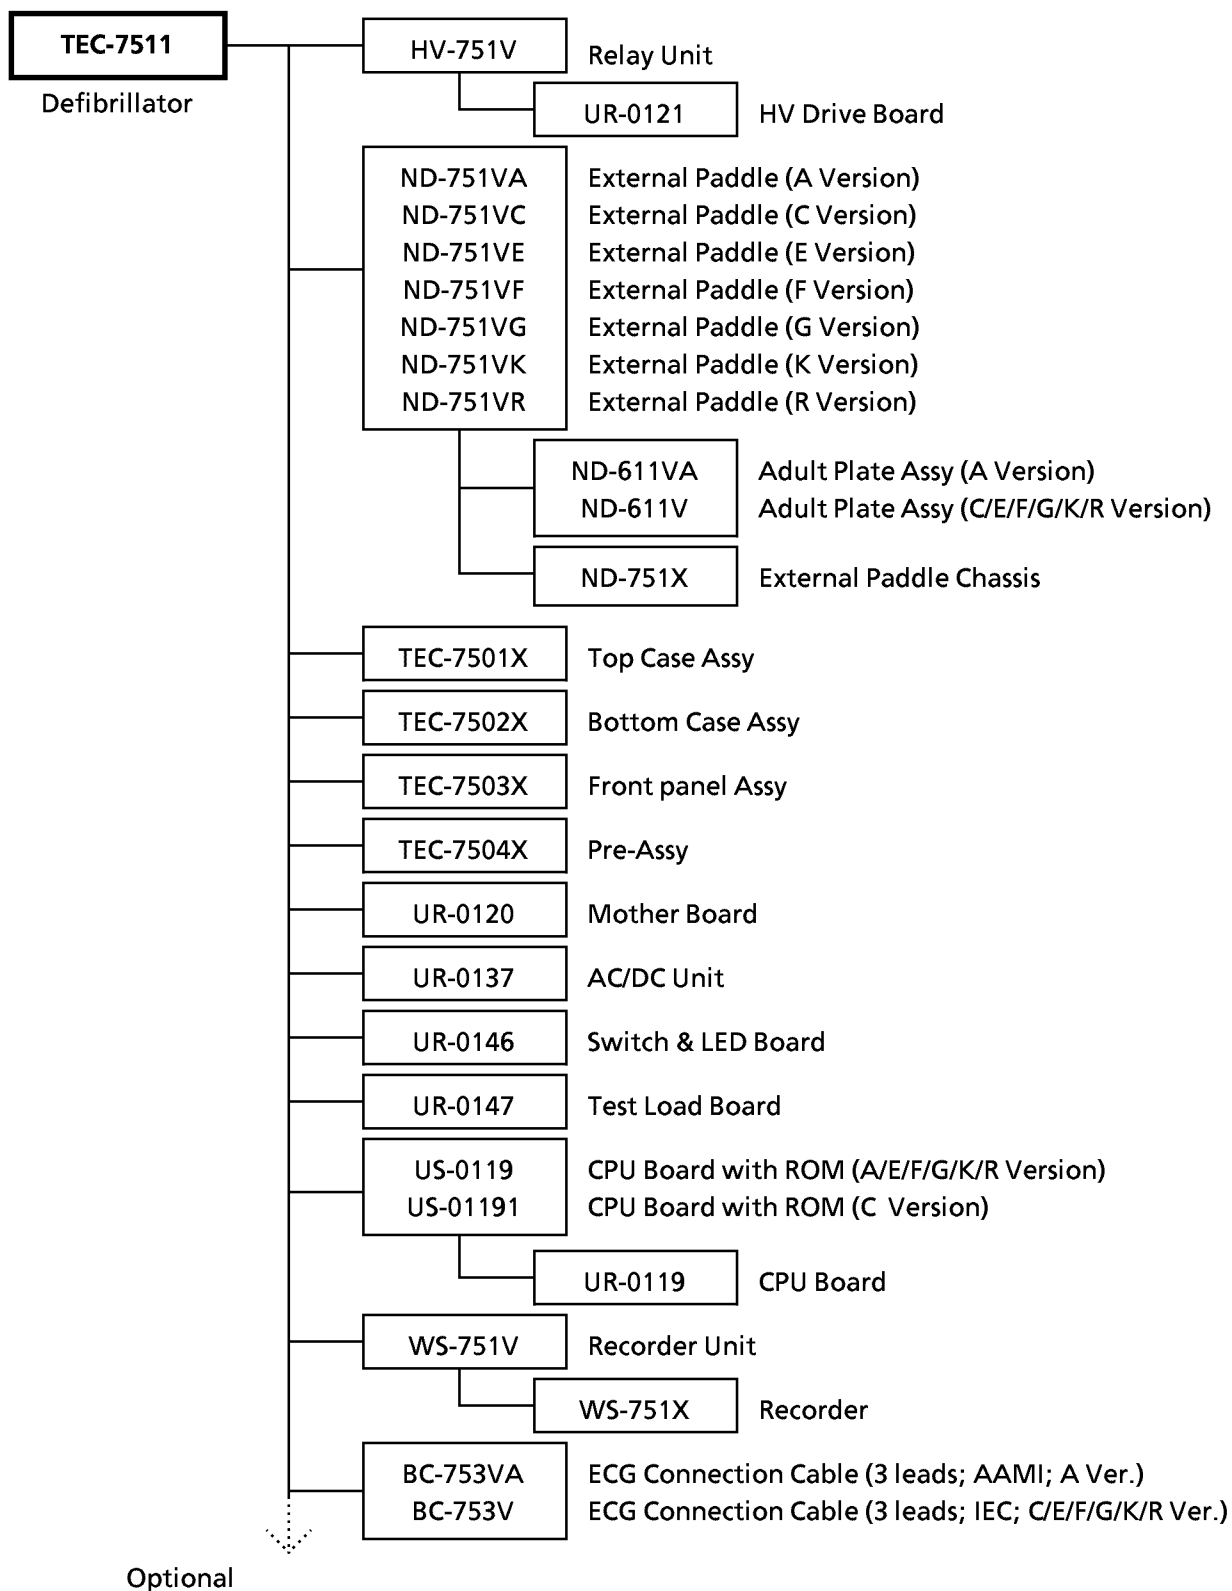 TEC-7511
Defibrillator
HV-751V Relay Unit
UR-0121 HV Drive Board
ND-751VA External Paddle (A Version)
ND-751VC External Paddle (C Version)
ND-751VE External Paddle (E Version)
ND-751VF External Paddle (F Version)
ND-751VG External Paddle (G Version)
ND-751VK External Paddle (K Version)
ND-751VR External Paddle (R Version)
ND-611VA Adult Plate Assy (A Version)
ND-611V Adult Plate Assy (C/E/F/G/K/R Version)
ND-751X External Paddle Chassis
TEC-7501X Top Case Assy
TEC-7502X Bottom Case Assy
TEC-7503X Front panel Assy
TEC-7504X Pre-Assy
UR-0120 Mother Board
UR-0137 AC/DC Unit
UR-0146 Switch & LED Board
UR-0147 Test Load Board
US-0119 CPU Board with ROM (A/E/F/G/K/R Version)
US-01191 CPU Board with ROM (C Version)
UR-0119 CPU Board
WS-751V Recorder Unit
WS-751X Recorder
BC-753VA ECG Connection Cable (3 leads; AAMI; A Ver.)
BC-753V ECG Connection Cable (3 leads; IEC; C/E/F/G/K/R Ver.)
Optional